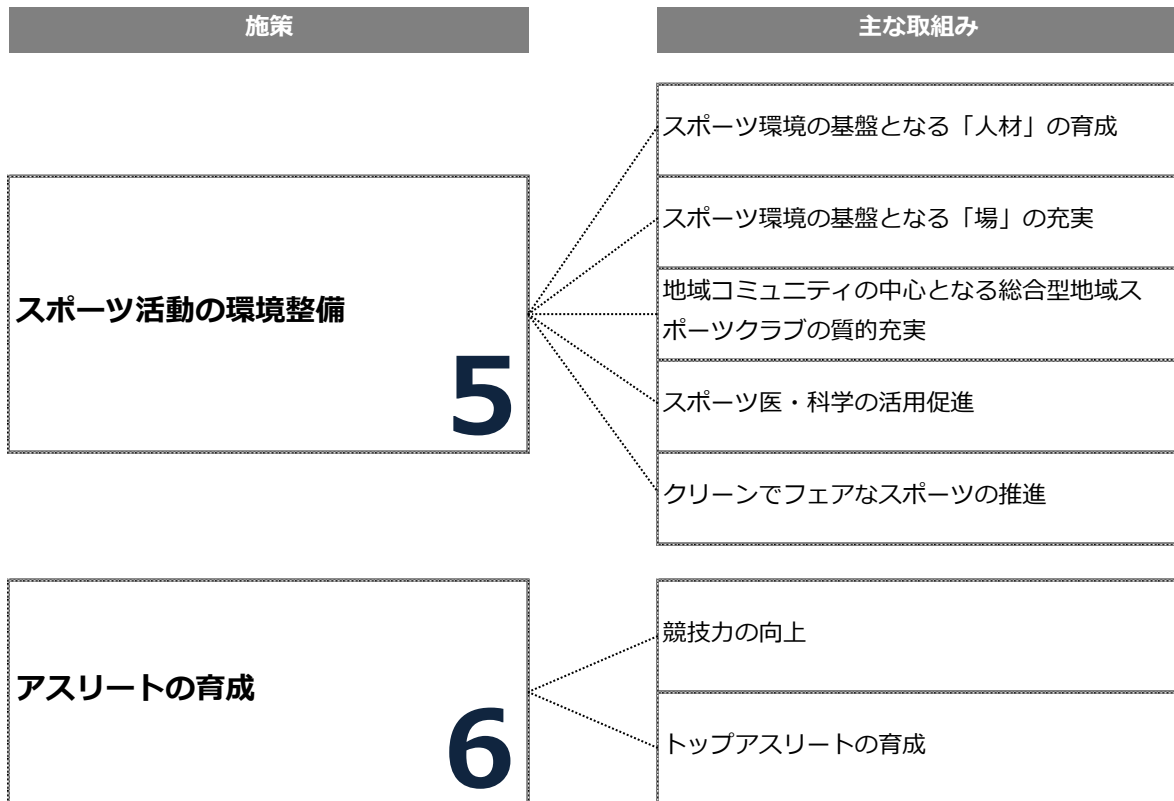 施策
主な取組み
スポーツ活動の環境整備
5
スポーツ環境の基盤となる「人材」の育成
スポーツ環境の基盤となる「場」の充実
地域コミュニティの中心となる総合型地域ス
ポーツクラブの質的充実
スポーツ医・科学の活用促進
クリーンでフェアなスポーツの推進
アスリートの育成
6
競技力の向上
トップアスリートの育成